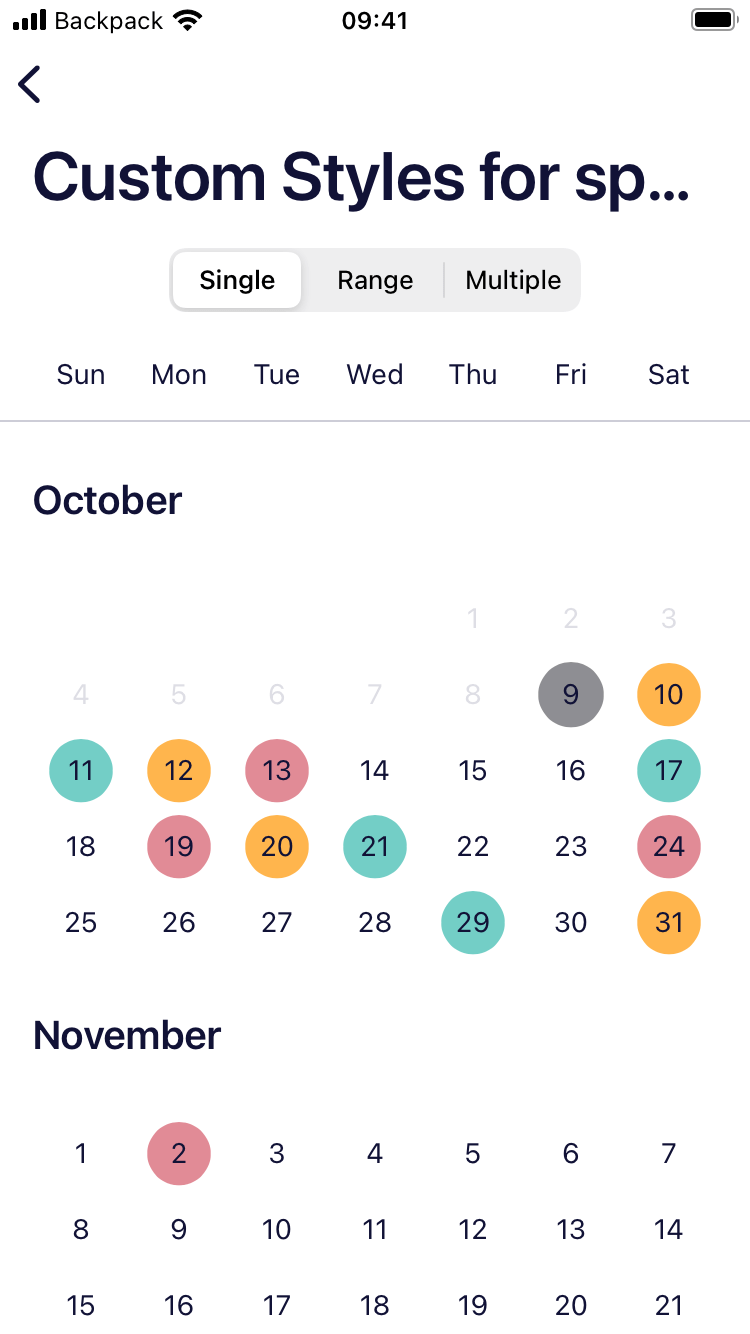 Backpack 09:41
Custom Styles for sp...
Single Range Multiple
Sun Mon Tue Wed Thu Fri Sat
October
1 2 3
4 5 6 7 8 9 10
11 12 13 14 15 16 17
18 19 20 21 22 23 24
25 26 27 28 29 30 31
November
1 2 3 4 5 6 7
8 9 10 11 12 13 14
15 16 17 18 19 20 21